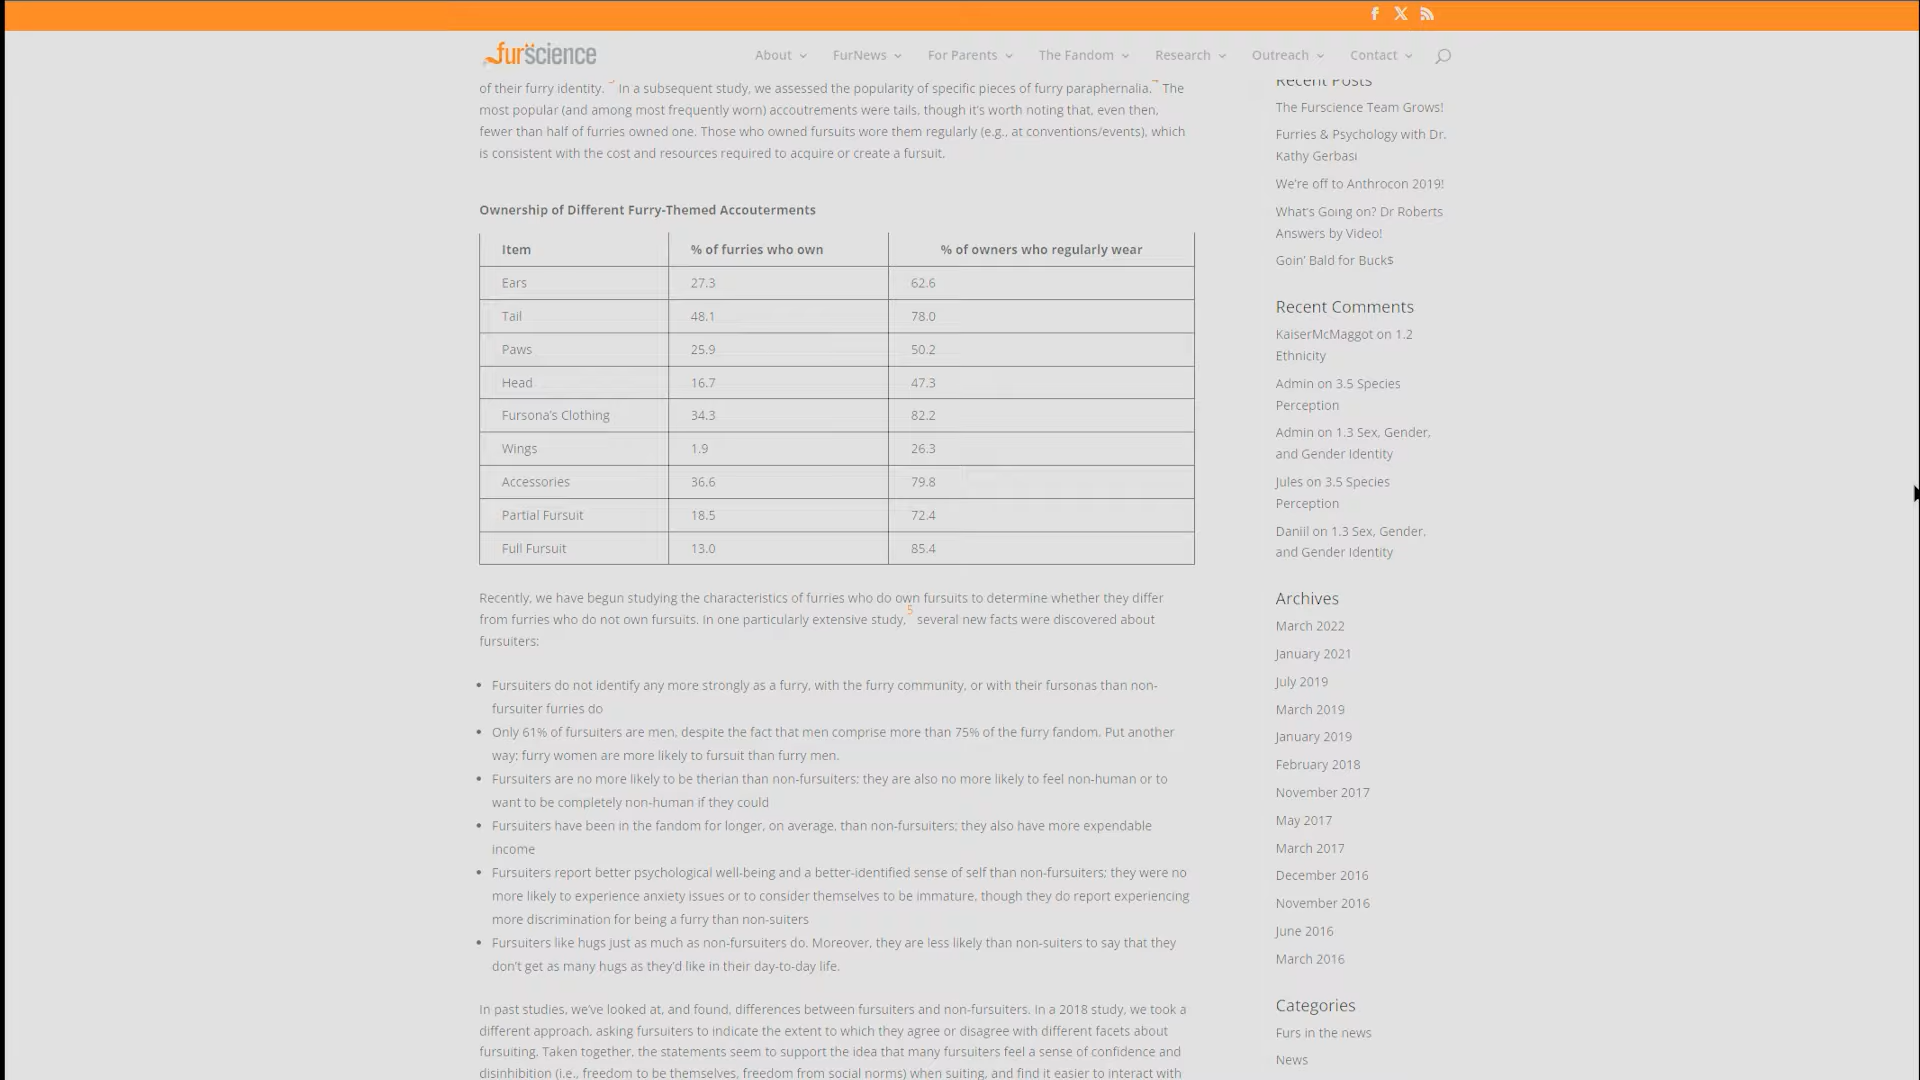 furscience
About
FurNews
For Parents
The Fandom
Research
Outreach
Contact
of their furry identity. 3 In a subsequent study, we assessed the popularity of specific pieces of furry paraphernalia. 4 The
most popular (and among most frequently worn) accoutrements were tails, though it's worth noting that, even then,
fewer than half of furries owned one. Those who owned fursuits wore them regularly (e.g., at conventions/events), which
is consistent with the cost and resources required to acquire or create a fursuit.
Ownership of Different Furry-Themed Accouterments
Item % of furries who own % of owners who regularly wear
Ears 27.3 62.6
Tail 48.1 78.0
Paws 25.9 50.2
Head 16.7 47.3
Fursona's Clothing 34.3 82.2
Wings 1.9 26.3
Accessories 36.6 79.8
Partial Fursuit 18.5 72.4
Full Fursuit 13.0 85.4
Recently, we have begun studying the characteristics of furries who do own fursuits to determine whether they differ
from furries who do not own fursuits. In one particularly extensive study, 5 several new facts were discovered about
fursuiters:
• Fursuiters do not identify any more strongly as a furry, with the furry community, or with their fursonas than non-
fursuiter furries do
• Only 61% of fursuiters are men, despite the fact that men comprise more than 75% of the furry fandom. Put another
way: furry women are more likely to fursuit than furry men.
• Fursuiters are no more likely to be therian than non-fursuiters; they are also no more likely to feel non-human or to
want to be completely non-human if they could
• Fursuiters have been in the fandom for longer, on average, than non-fursuiters; they also have more expendable
income
• Fursuiters report better psychological well-being and a better-identified sense of self than non-fursuiters; they were no
more likely to experience anxiety issues or to consider themselves to be immature, though they do report experiencing
more discrimination for being a furry than non-suiters
• Fursuiters like hugs just as much as non-fursuiters do. Moreover, they are less likely than non-suiters to say that they
don't get as many hugs as they'd like in their day-to-day life.
In past studies, we've looked at, and found, differences between fursuiters and non-fursuiters. In a 2018 study, we took a
different approach, asking fursuiters to indicate the extent to which they agree or disagree with different facets about
fursuiting. Taken together, the statements seem to support the idea that many fursuiters feel a sense of confidence and
disinhibition (i.e., freedom to be themselves, freedom from social norms) when suiting, and find it easier to interact with
Recent Posts
The Furscience Team Grows!
Furries & Psychology with Dr.
Kathy Gerbasi
We're off to Anthrocon 2019!
What's Going on? Dr Roberts
Answers by Video!
Goin' Bald for Buck$
Recent Comments
KaiserMcMaggot on 1.2
Ethnicity
Admin on 3.5 Species
Perception
Admin on 1.3 Sex, Gender,
and Gender Identity
Jules on 3.5 Species
Perception
Daniil on 1.3 Sex, Gender,
and Gender Identity
Archives
March 2022
January 2021
July 2019
March 2019
January 2019
February 2018
November 2017
May 2017
March 2017
December 2016
November 2016
June 2016
March 2016
Categories
Furs in the news
News